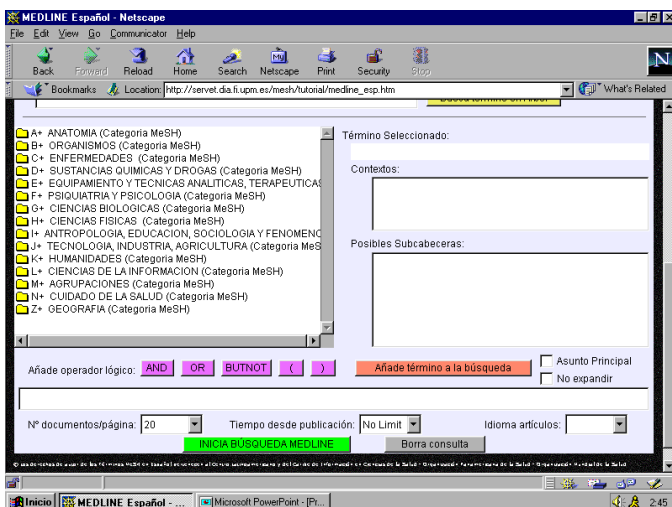 MEDLINE Español - Netscape
File Edit View Go Communicator Help
Back Forward Reload Home Search Netscape Print Security Stop
Bookmarks Location: http://servet.dia.fi.upm.es/mesh/tutorial/medline_esp.htm What's Related
A+ ANATOMIA (Categoria MeSH)
B+ ORGANISMOS (Categoria MeSH)
C+ ENFERMEDADES (Categoria MeSH)
D+ SUSTANCIAS QUIMICAS Y DROGAS (Categoria MeSH)
E+ EQUIPAMIENTO Y TECNICAS ANALITICAS, TERAPEUTICAS
F+ PSIQUIATRIA Y PSICOLOGIA (Categoria MeSH)
G+ CIENCIAS BIOLOGICAS (Categoria MeSH)
H+ CIENCIAS FISICAS (Categoria MeSH)
I+ ANTROPOLOGIA, EDUCACION, SOCIOLOGIA Y FENOMENO
J+ TECNOLOGIA, INDUSTRIA, AGRICULTURA (Categoria MeS
K+ HUMANIDADES (Categoria MeSH)
L+ CIENCIAS DE LA INFORMACION (Categoria MeSH)
M+ AGRUPACIONES (Categoria MeSH)
N+ CUIDADO DE LA SALUD (Categoria MeSH)
Z+ GEOGRAFIA (Categoria MeSH)
Término Seleccionado:
Contextos:
Posibles Subcabeceras:
Añade operador lógico: AND OR BUTNOT ( )
Añade término a la búsqueda
Asunto Principal
No expandir
Nº documentos/página: 20 Tiempo desde publicación: No Limit Idioma artículos:
INICIA BÚSQUEDA MEDLINE Borra consulta
Inicio MEDLINE Español - ... Microsoft PowerPoint - [Pr... 2:45